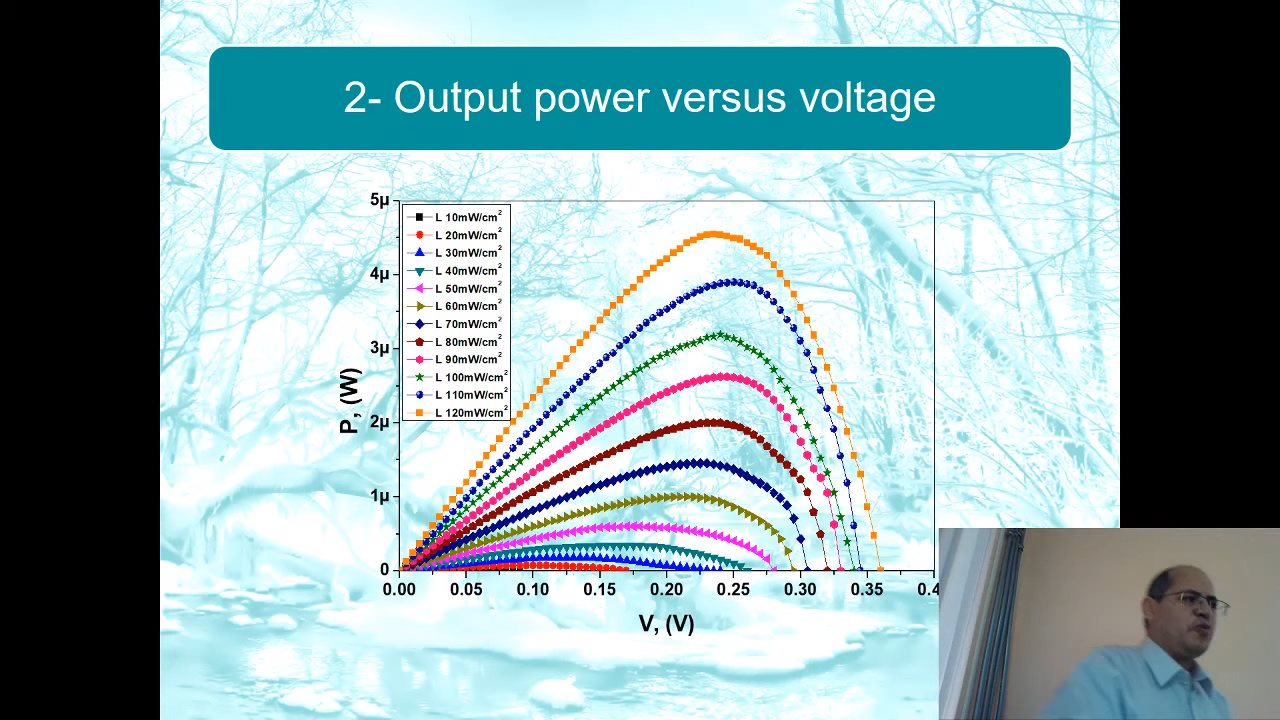 2- Output power versus voltage
5µ
4µ
3µ
2µ
1µ
0
P, (W)
L 10mW/cm²
L 20mW/cm²
L 30mW/cm²
L 40mW/cm²
L 50mW/cm²
L 60mW/cm²
L 70mW/cm²
L 80mW/cm²
L 90mW/cm²
L 100mW/cm²
L 110mW/cm²
L 120mW/cm²
0.00 0.05 0.10 0.15 0.20 0.25 0.30 0.35 0.4
V, (V)